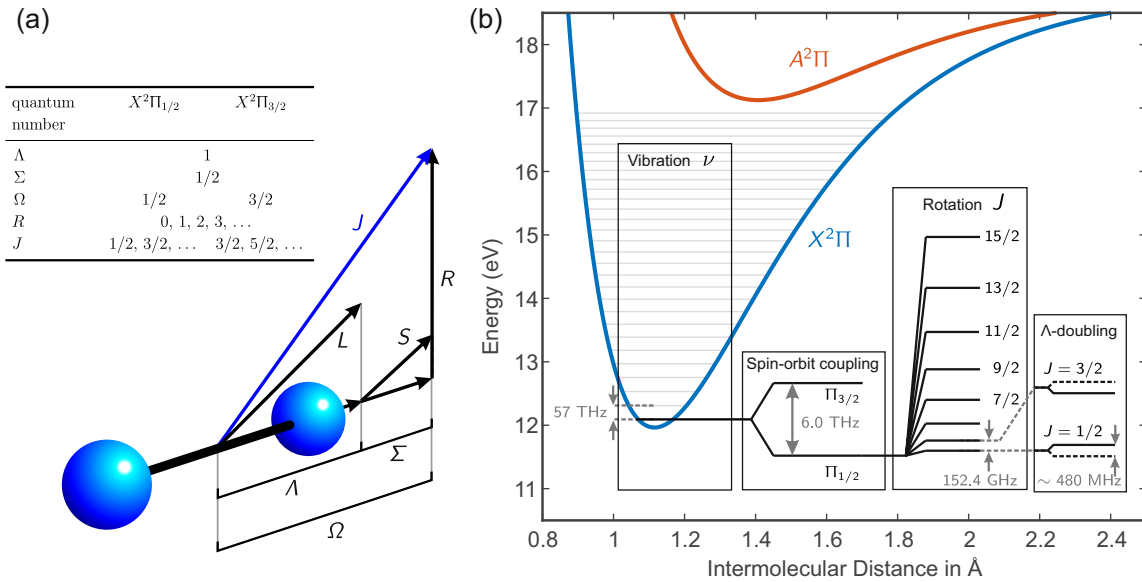 (a)
quantum number X²Π₁/₂ X²Π₃/₂
Λ 1
Σ 1/2
Ω 1/2 3/2
R 0, 1, 2, 3, …
J 1/2, 3/2, … 3/2, 5/2, …
J
R
L
S
Λ
Σ
Ω
(b)
Energy (eV)
18
17
16
15
14
13
12
11
A²Π
X²Π
Vibration ν
57 THz
Spin-orbit coupling
Π₃/₂
6.0 THz
Π₁/₂
Rotation J
15/2
13/2
11/2
9/2
7/2
152.4 GHz
Λ-doubling
J = 3/2
J = 1/2
∼ 480 MHz
0.8 1 1.2 1.4 1.6 1.8 2 2.2 2.4
Intermolecular Distance in Å